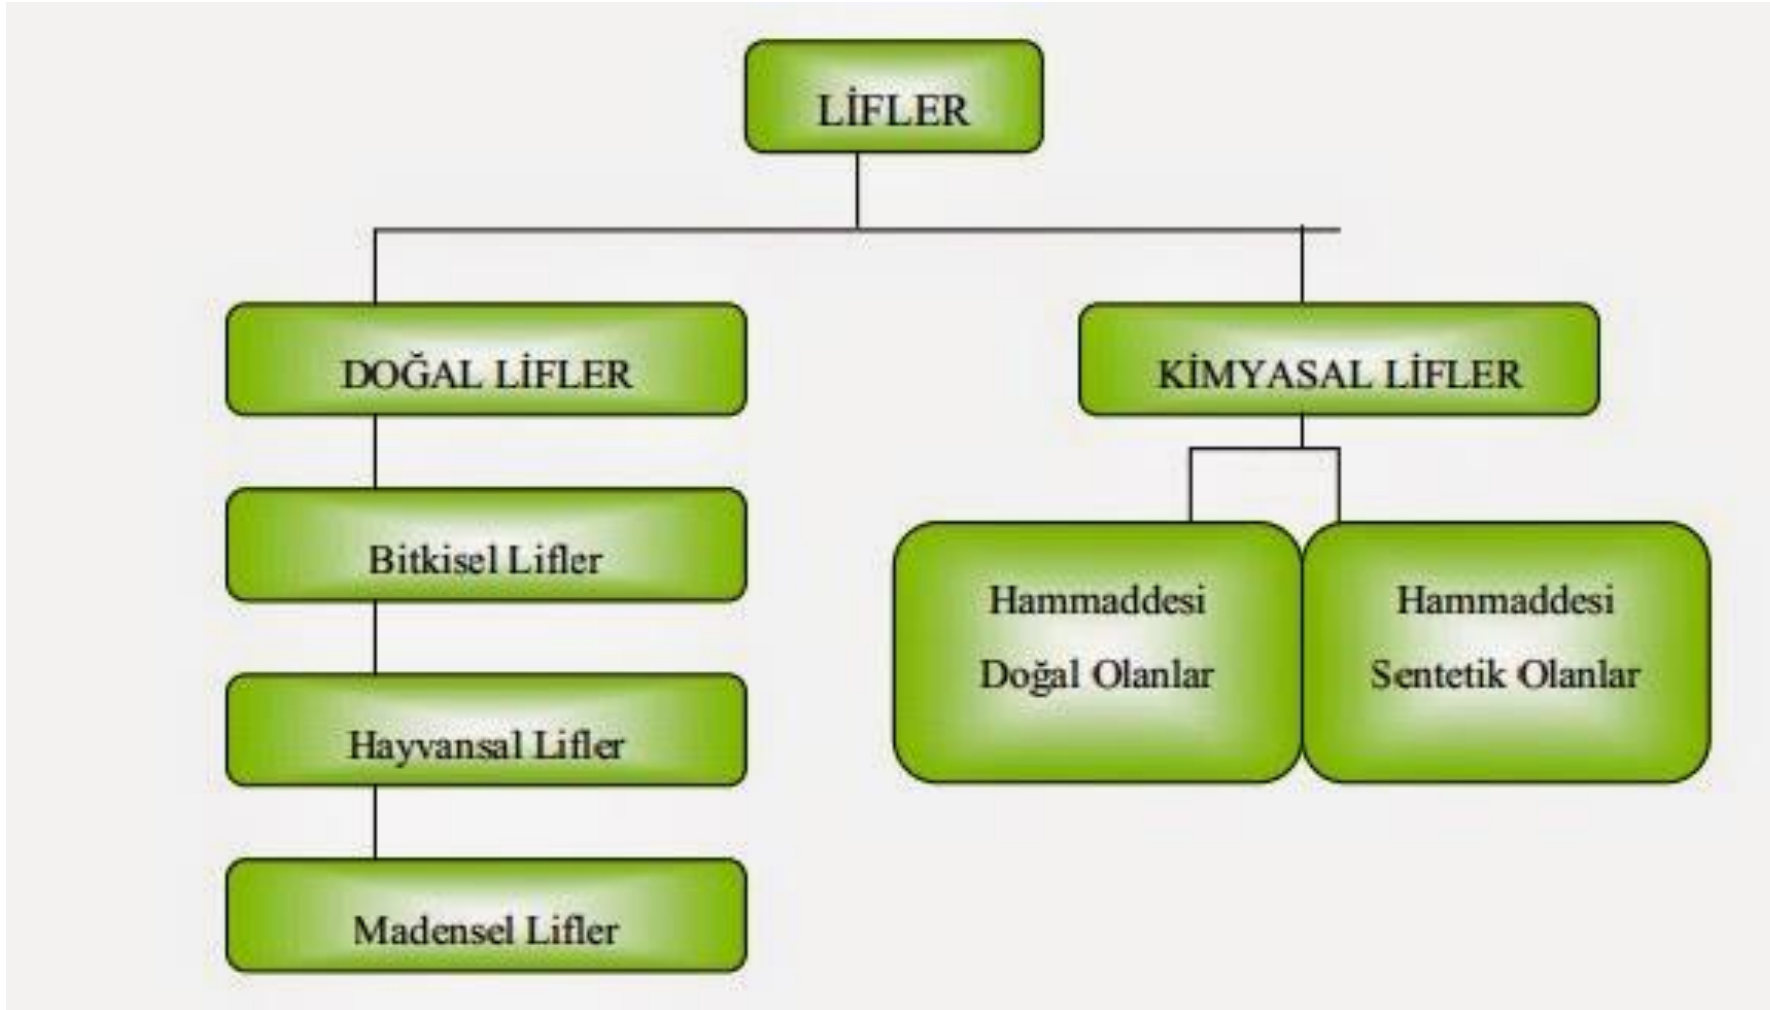 LİFLER
DOĞAL LİFLER
KİMYASAL LİFLER
Bitkisel Lifler
Hayvansal Lifler
Madensel Lifler
Hammaddesi
Doğal Olanlar
Hammaddesi
Sentetik Olanlar